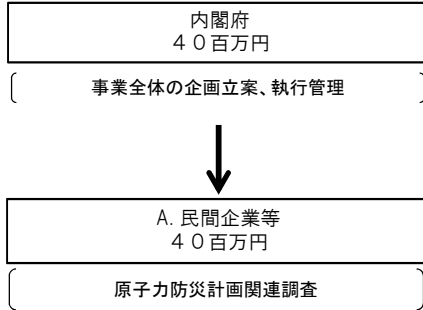 内閣府
４０百万円
事業全体の企画立案、執行管理
A. 民間企業等
４０百万円
原子力防災計画関連調査